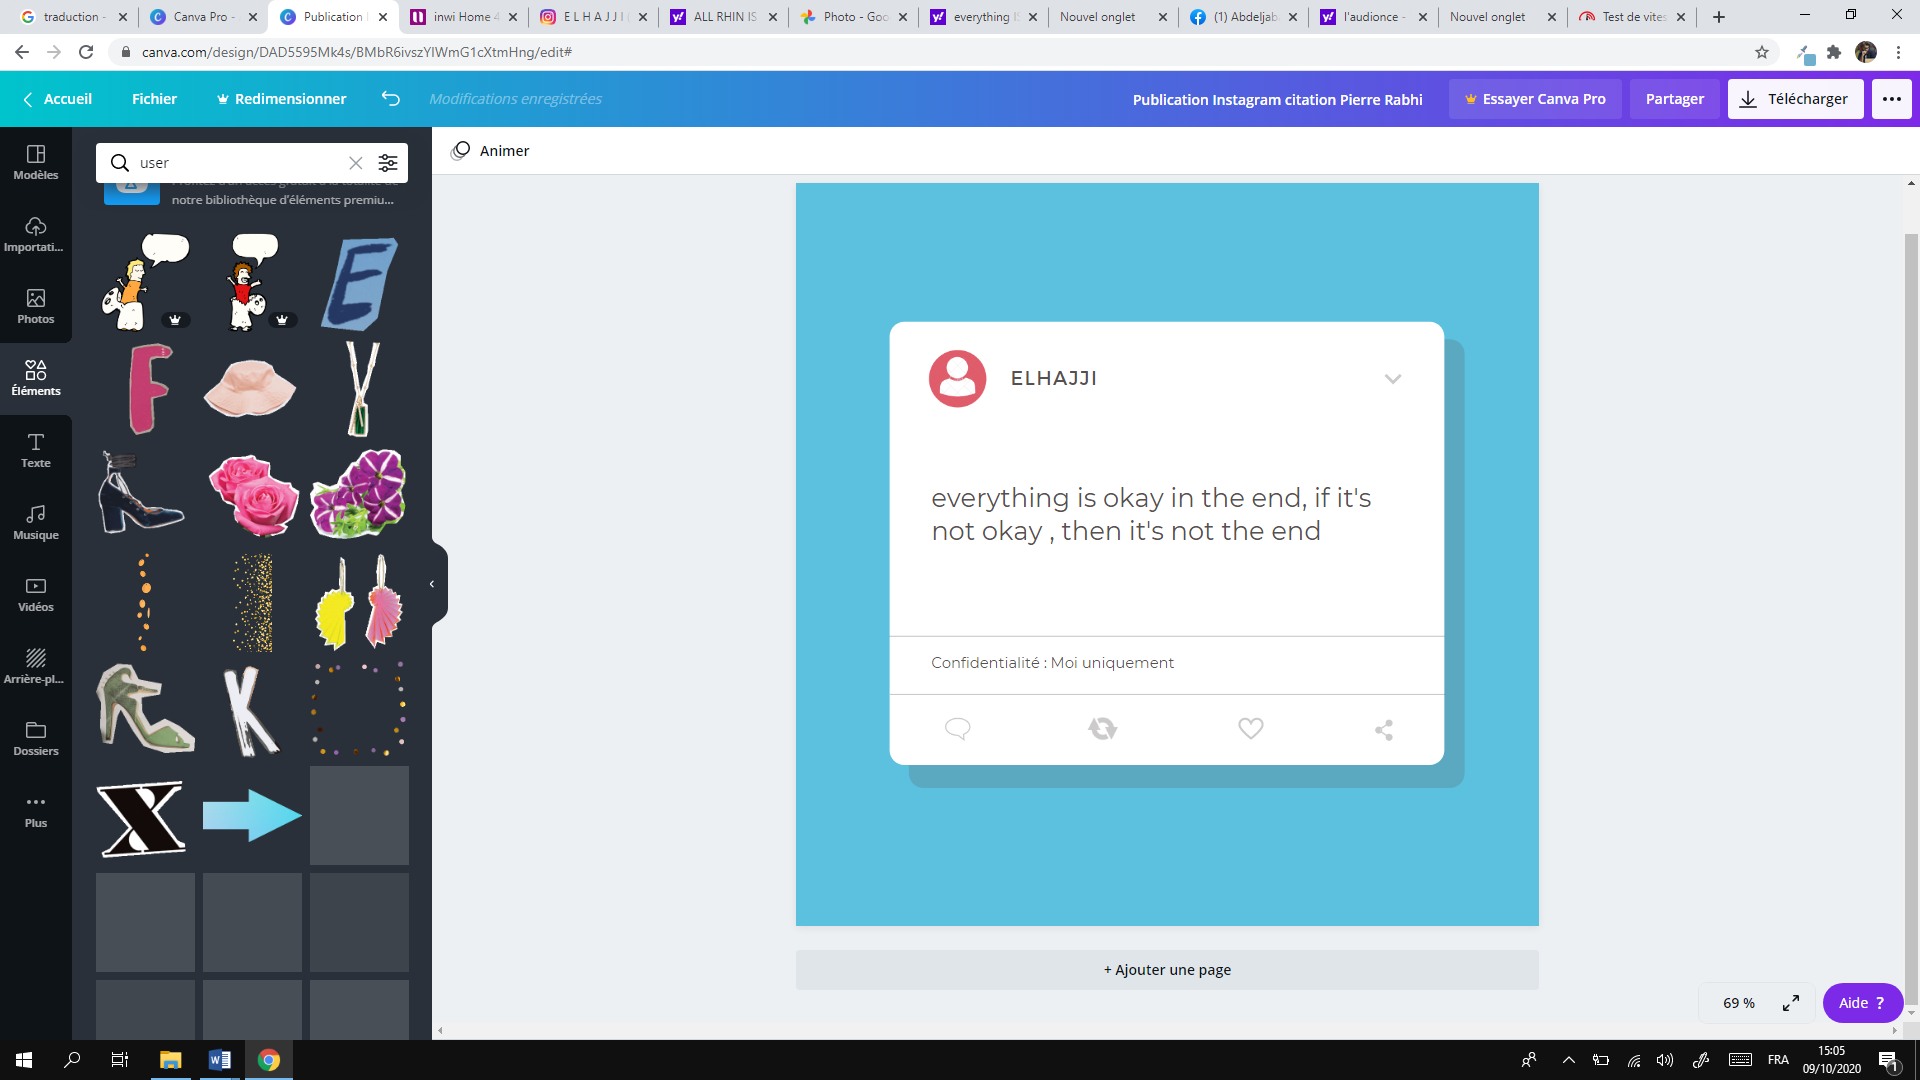 traduction -
Canva Pro -
Publication I
inwi Home 4
E L H A J J I
ALL RHIN IS
Photo - Goo
everything IS
Nouvel onglet
(1) Abdeljab
l'audionce -
Nouvel onglet
Test de vites
canva.com/design/DAD5595Mk4s/BMbR6ivszYIWmG1cXtmHng/edit#
Accueil
Fichier
Redimensionner
Modifications enregistrées
Publication Instagram citation Pierre Rabhi
Essayer Canva Pro
Partager
Télécharger
Animer
user
notre bibliothèque d'éléments premiu...
Modèles
Importati...
Photos
Éléments
Texte
Musique
Vidéos
Arrière-pl...
Dossiers
Plus
E
F
K
X
ELHAJJI
everything is okay in the end, if it's
not okay , then it's not the end
Confidentialité : Moi uniquement
+ Ajouter une page
69 %
Aide ?
FRA
15:05
09/10/2020
1